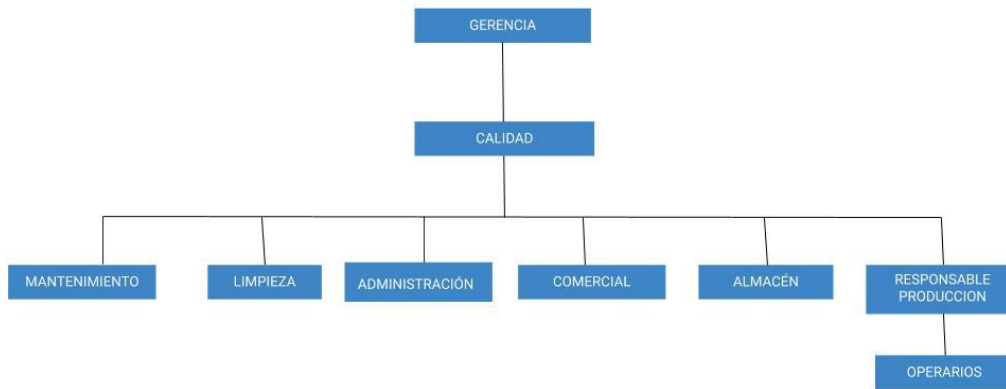 GERENCIA
CALIDAD
MANTENIMIENTO
LIMPIEZA
ADMINISTRACIÓN
COMERCIAL
ALMACÉN
RESPONSABLE
PRODUCCION
OPERARIOS